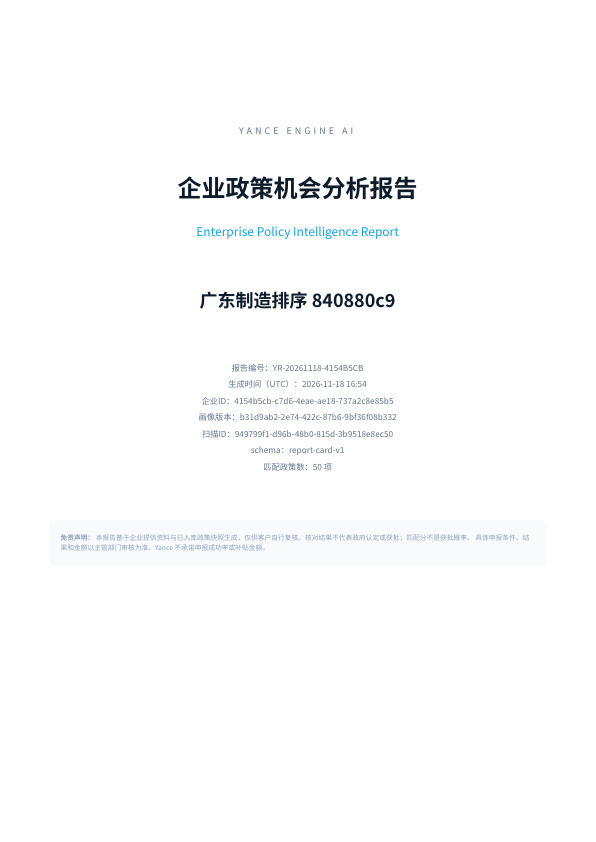 YANCE ENGINE AI
企业政策机会分析报告
Enterprise Policy Intelligence Report
广东制造排序 840880c9
报告编号：YR-20261118-4154B5CB
生成时间（UTC）：2026-11-18 16:54
企业ID：4154b5cb-c7d6-4eae-ae18-737a2c8e85b5
画像版本：b31d9ab2-2e74-422c-87b6-9bf36f08b332
扫描ID：949799f1-d96b-48b0-815d-3b9518e8ec50
schema：report-card-v1
匹配政策数：50 项
免责声明： 本报告基于企业提供资料与已入库政策快照生成，仅供客户自行复核。核对结果不代表政府认定或获批；匹配分不是获批概率。 具体申报条件、结
果和金额以主管部门审核为准。Yance 不承诺申报成功率或补贴金额。